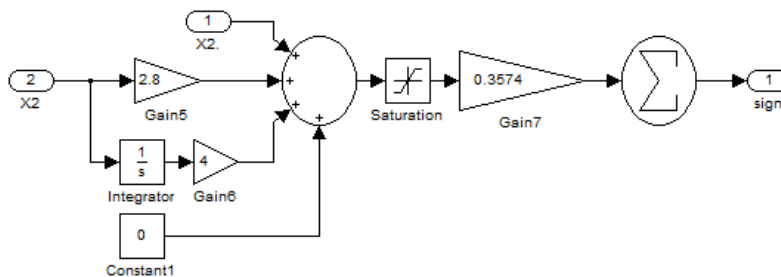 1
X2.
2
X2
2.8
Gain5
+
+
+
+
Saturation
0.3574
Gain7
1
sign
1
s
Integrator
4
Gain6
0
Constant1